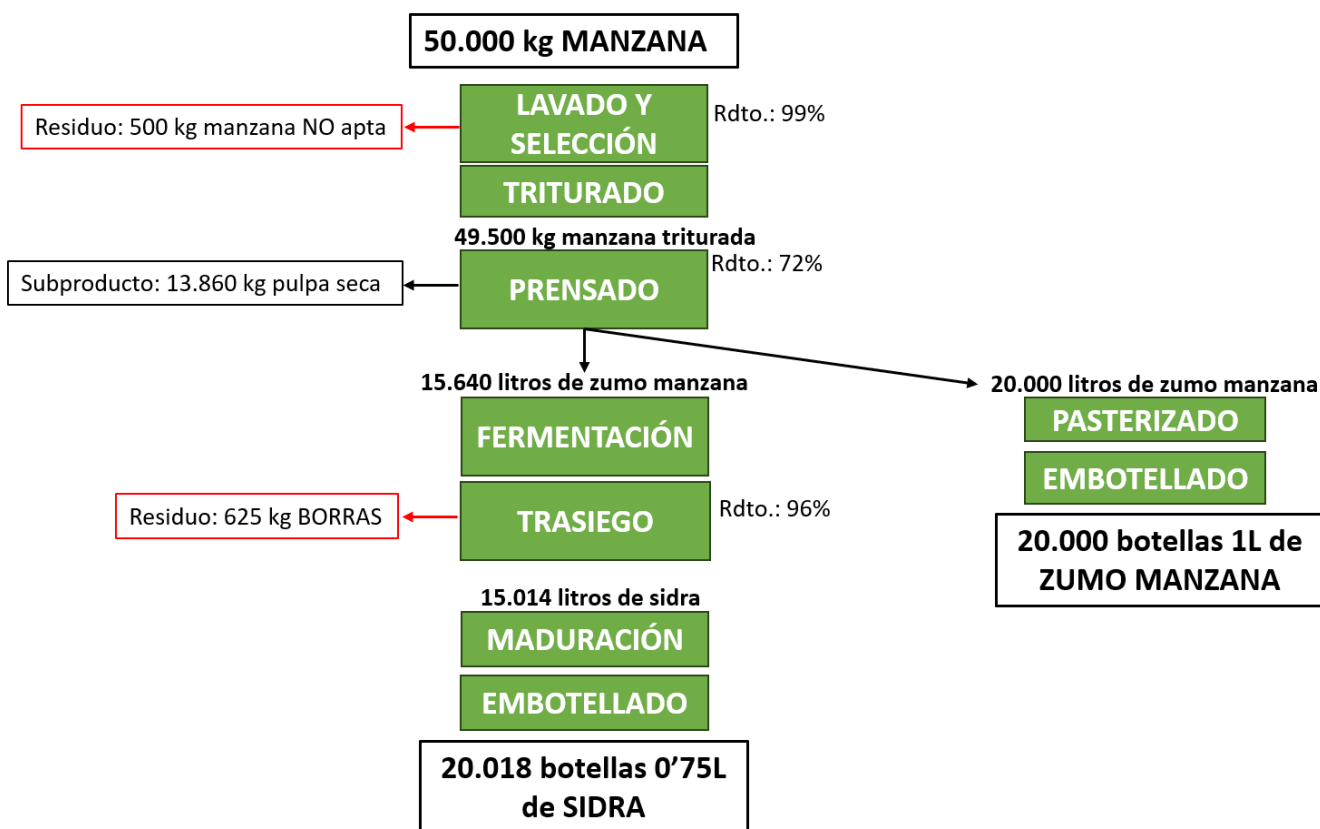 50.000 kg MANZANA
LAVADO Y
SELECCIÓN
Rdto.: 99%
Residuo: 500 kg manzana NO apta
TRITURADO
49.500 kg manzana triturada
Rdto.: 72%
Subproducto: 13.860 kg pulpa seca
PRENSADO
15.640 litros de zumo manzana
20.000 litros de zumo manzana
FERMENTACIÓN
PASTERIZADO
EMBOTELLADO
Residuo: 625 kg BORRAS
TRASIEGO
Rdto.: 96%
20.000 botellas 1L de
ZUMO MANZANA
15.014 litros de sidra
MADURACIÓN
EMBOTELLADO
20.018 botellas 0’75L
de SIDRA